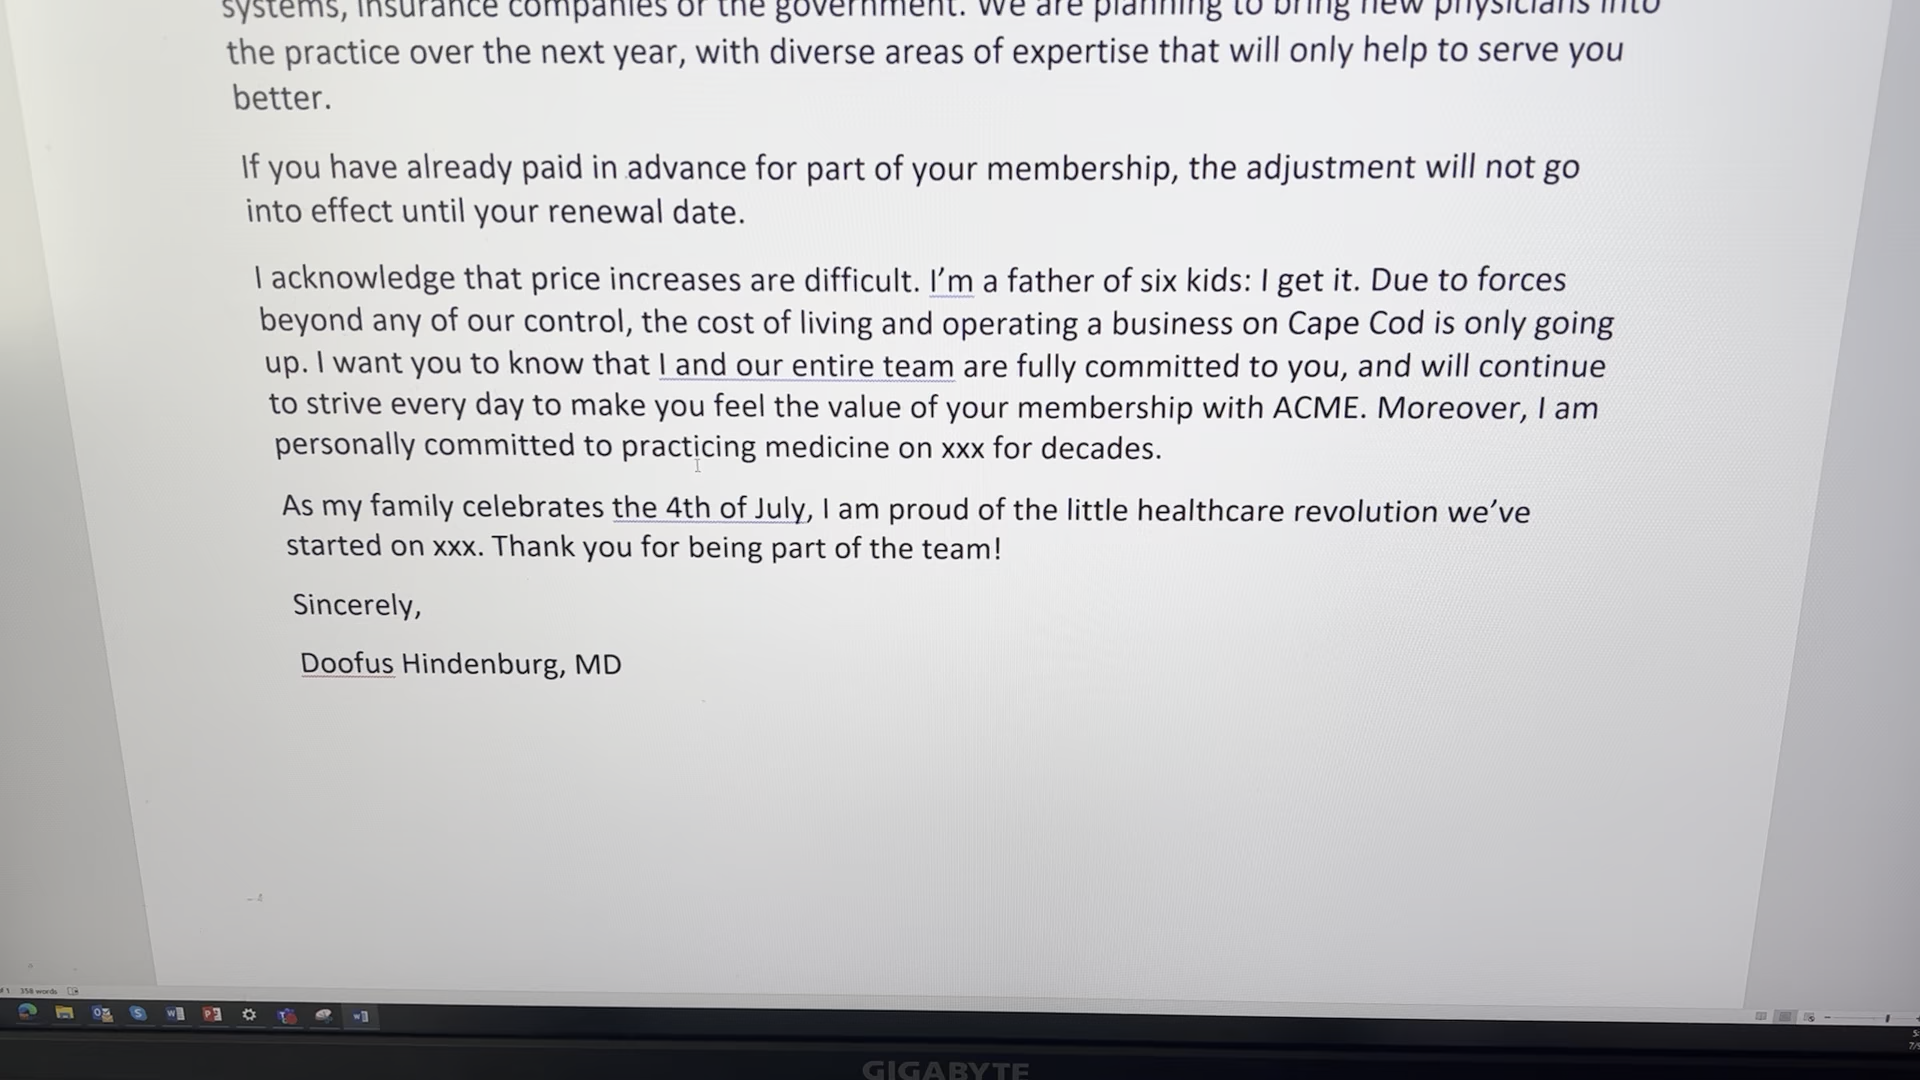 systems, insurance companies or the government. We are planning to bring new physicians into
the practice over the next year, with diverse areas of expertise that will only help to serve you
better.
If you have already paid in advance for part of your membership, the adjustment will not go
into effect until your renewal date.
I acknowledge that price increases are difficult. I’m a father of six kids: I get it. Due to forces
beyond any of our control, the cost of living and operating a business on Cape Cod is only going
up. I want you to know that I and our entire team are fully committed to you, and will continue
to strive every day to make you feel the value of your membership with ACME. Moreover, I am
personally committed to practicing medicine on xxx for decades.
As my family celebrates the 4th of July, I am proud of the little healthcare revolution we’ve
started on xxx. Thank you for being part of the team!
Sincerely,
Doofus Hindenburg, MD
358 words
GIGABYTE